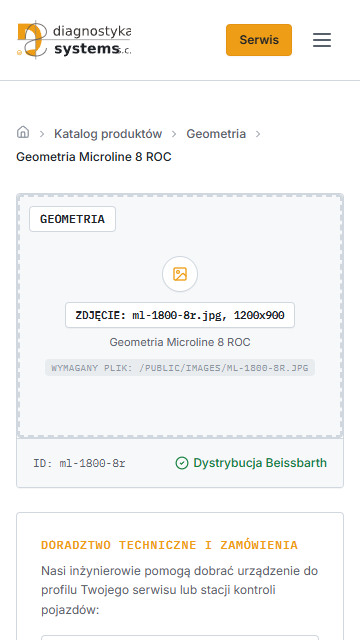 diagnostyka
systems s.c.
Serwis
Katalog produktów
Geometria
Geometria Microline 8 ROC
GEOMETRIA
ZDJĘCIE: ml-1800-8r.jpg, 1200x900
Geometria Microline 8 ROC
WYMAGANY PLIK: /PUBLIC/IMAGES/ML-1800-8R.JPG
ID: ml-1800-8r
Dystrybucja Beissbarth
DORADZTWO TECHNICZNE I ZAMÓWIENIA
Nasi inżynierowie pomogą dobrać urządzenie do
profilu Twojego serwisu lub stacji kontroli
pojazdów: